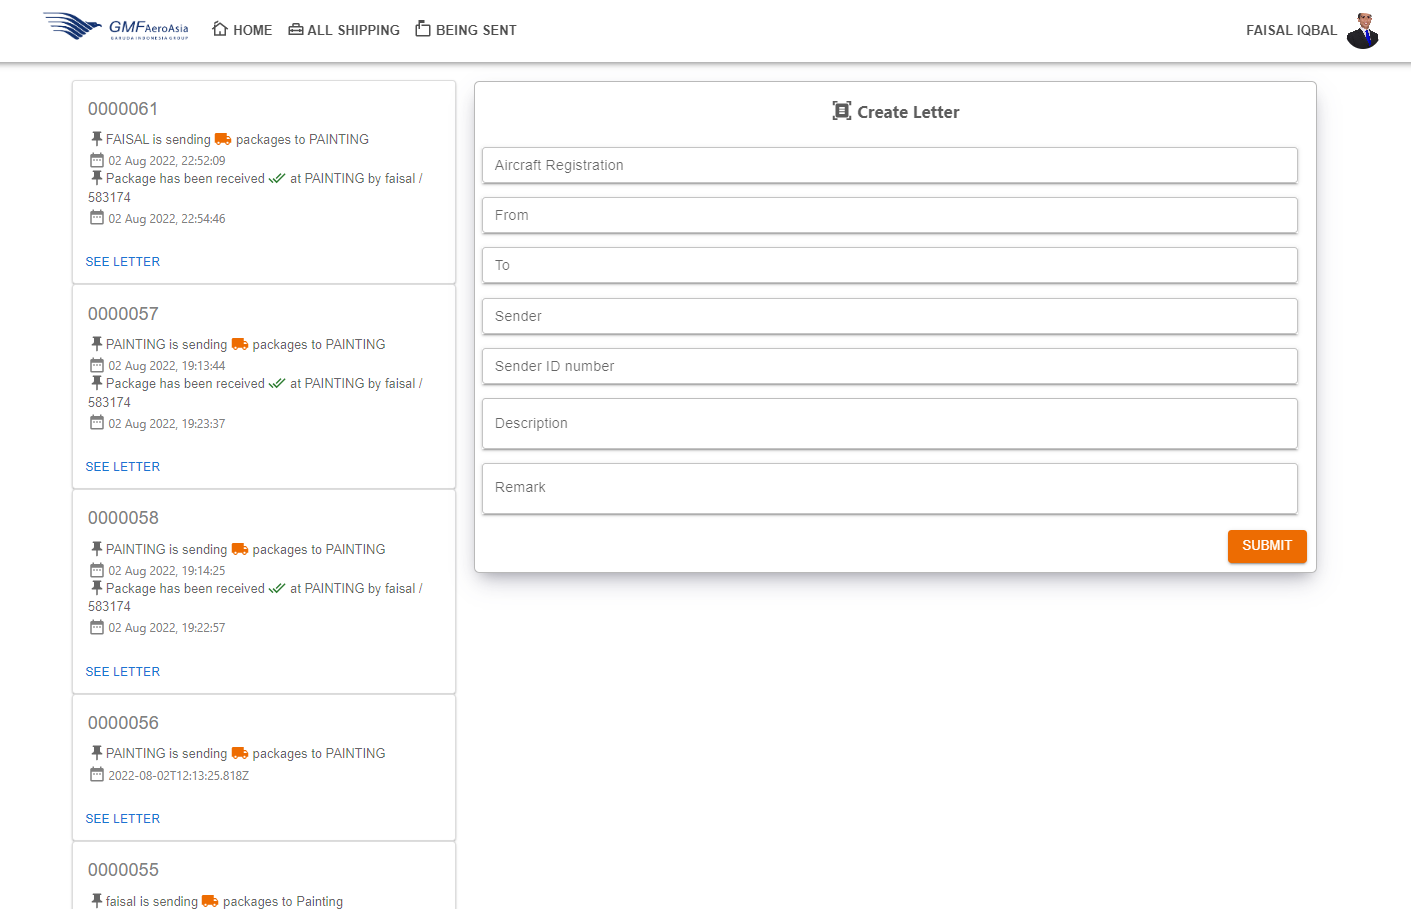 GMF AeroAsia
GARUDA INDONESIA GROUP
HOME
ALL SHIPPING
BEING SENT
FAISAL IQBAL
0000061
FAISAL is sending packages to PAINTING
02 Aug 2022, 22:52:09
Package has been received at PAINTING by faisal /
583174
02 Aug 2022, 22:54:46
SEE LETTER
0000057
PAINTING is sending packages to PAINTING
02 Aug 2022, 19:13:44
Package has been received at PAINTING by faisal /
583174
02 Aug 2022, 19:23:37
SEE LETTER
0000058
PAINTING is sending packages to PAINTING
02 Aug 2022, 19:14:25
Package has been received at PAINTING by faisal /
583174
02 Aug 2022, 19:22:57
SEE LETTER
0000056
PAINTING is sending packages to PAINTING
2022-08-02T12:13:25.818Z
SEE LETTER
0000055
faisal is sending packages to Painting
Create Letter
Aircraft Registration
From
To
Sender
Sender ID number
Description
Remark
SUBMIT